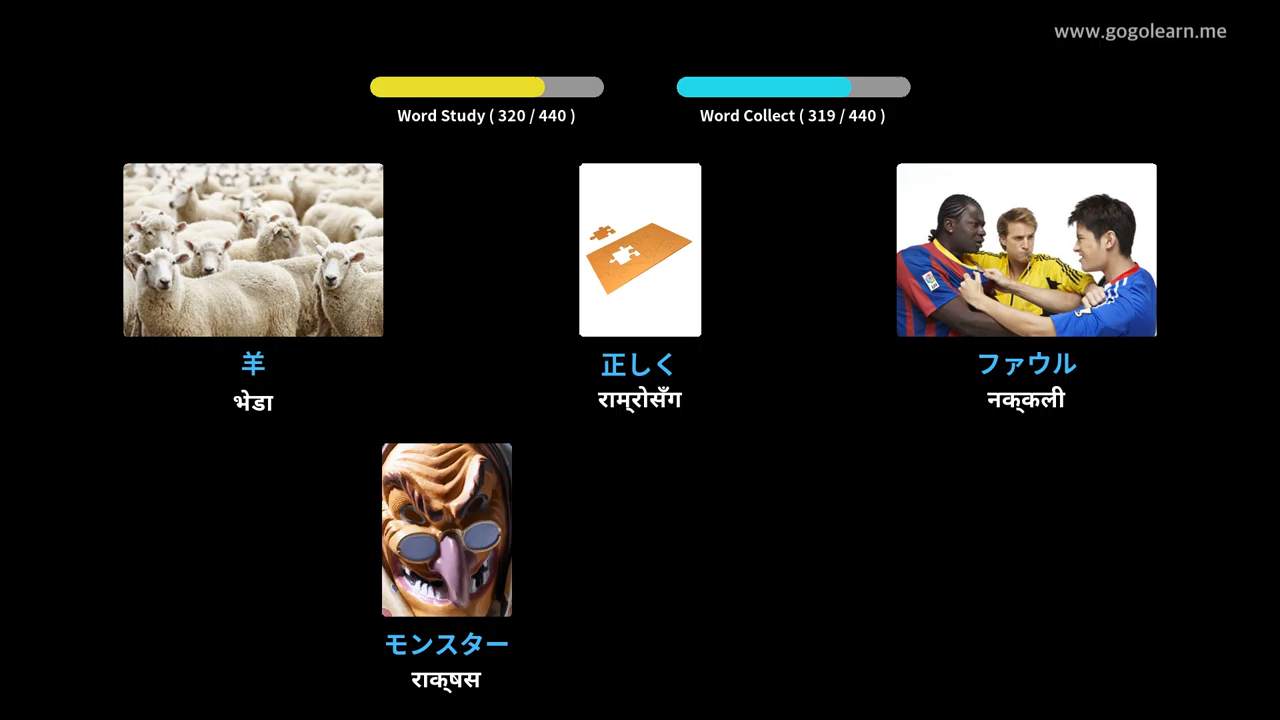 www.gogolearn.me
Word Study ( 320 / 440 )
Word Collect ( 319 / 440 )
羊
भेडा
正しく
राम्रोसँग
ファウル
नक्कली
モンスター
राक्षस